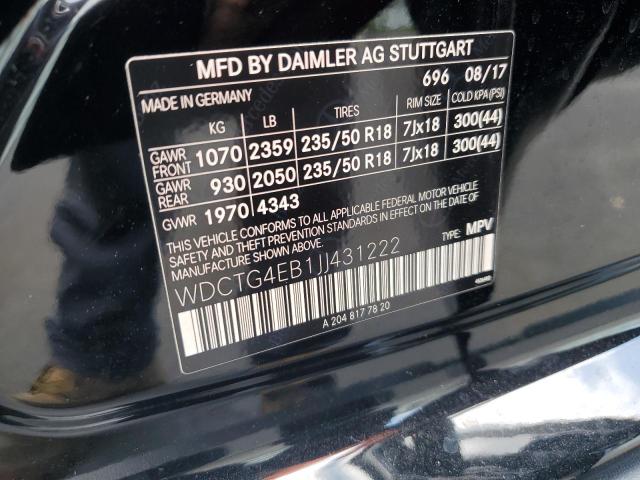 MFD BY DAIMLER AG STUTTGART
MADE IN GERMANY 696 08/17
KG LB TIRES RIM SIZE COLD KPA(PSI)
GAWR FRONT 1070 2359 235/50 R18 7Jx18 300(44)
GAWR REAR 930 2050 235/50 R18 7Jx18 300(44)
GVWR 1970 4343
THIS VEHICLE CONFORMS TO ALL APPLICABLE FEDERAL MOTOR VEHICLE
SAFETY AND THEFT PREVENTION STANDARDS IN EFFECT ON THE DATE OF
MANUFACTURE SHOWN ABOVE.
TYPE: MPV
WDCTG4EB1JJ431222
A 204 817 78 20